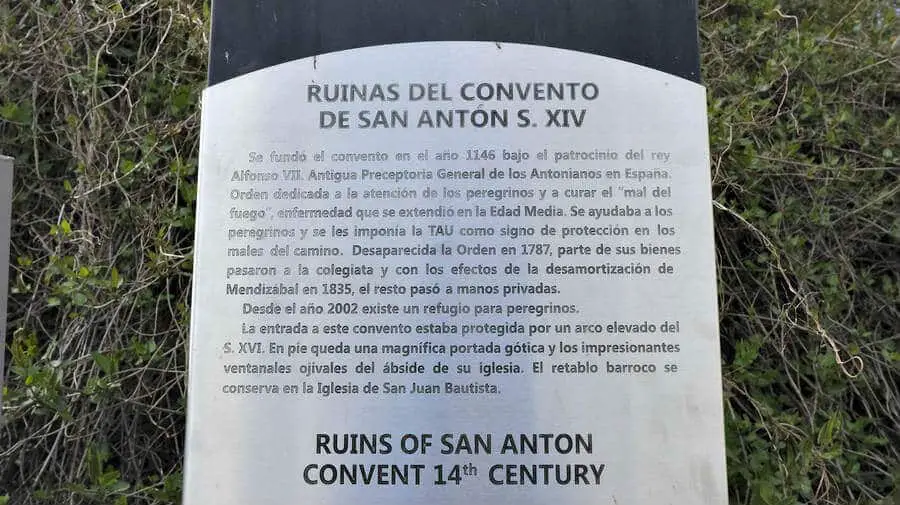 RUINAS DEL CONVENTO
DE SAN ANTÓN S. XIV
Se fundó el convento en el año 1146 bajo el patrocinio del rey
Alfonso VII. Antigua Preceptoria General de los Antonianos en España.
Orden dedicada a la atención de los peregrinos y a curar el "mal del
fuego", enfermedad que se extendió en la Edad Media. Se ayudaba a los
peregrinos y se les imponía la TAU como signo de protección en los
males del camino. Desaparecida la Orden en 1787, parte de sus bienes
pasaron a la colegiata y con los efectos de la desamortización de
Mendizábal en 1835, el resto pasó a manos privadas.
Desde el año 2002 existe un refugio para peregrinos.
La entrada a este convento estaba protegida por un arco elevado del
S. XVI. En pie queda una magnífica portada gótica y los impresionantes
ventanales ojivales del ábside de su iglesia. El retablo barroco se
conserva en la Iglesia de San Juan Bautista.
RUINS OF SAN ANTON
CONVENT 14th CENTURY